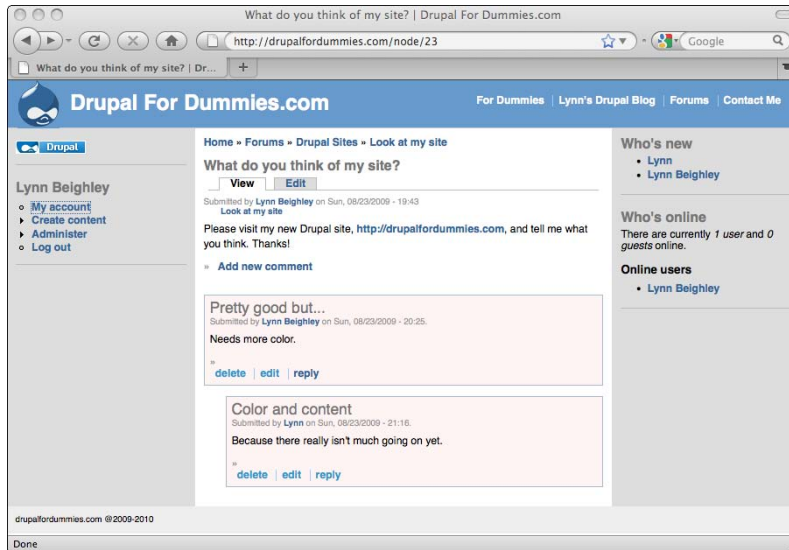 What do you think of my site? | Drupal For Dummies.com
http://drupalfordummies.com/node/23
Google
What do you think of my site? | Dr...
Drupal For Dummies.com
For Dummies | Lynn's Drupal Blog | Forums | Contact Me
Drupal
Lynn Beighley
My account
Create content
Administer
Log out
Home » Forums » Drupal Sites » Look at my site
What do you think of my site?
View Edit
Submitted by Lynn Beighley on Sun, 08/23/2009 - 19:43
Look at my site
Please visit my new Drupal site, http://drupalfordummies.com, and tell me what
you think. Thanks!
» Add new comment
Pretty good but...
Submitted by Lynn Beighley on Sun, 08/23/2009 - 20:25.
Needs more color.
»
delete | edit | reply
Color and content
Submitted by Lynn on Sun, 08/23/2009 - 21:16.
Because there really isn't much going on yet.
»
delete | edit | reply
Who's new
• Lynn
• Lynn Beighley
Who's online
There are currently 1 user and 0
guests online.
Online users
• Lynn Beighley
drupalfordummies.com @2009-2010
Done